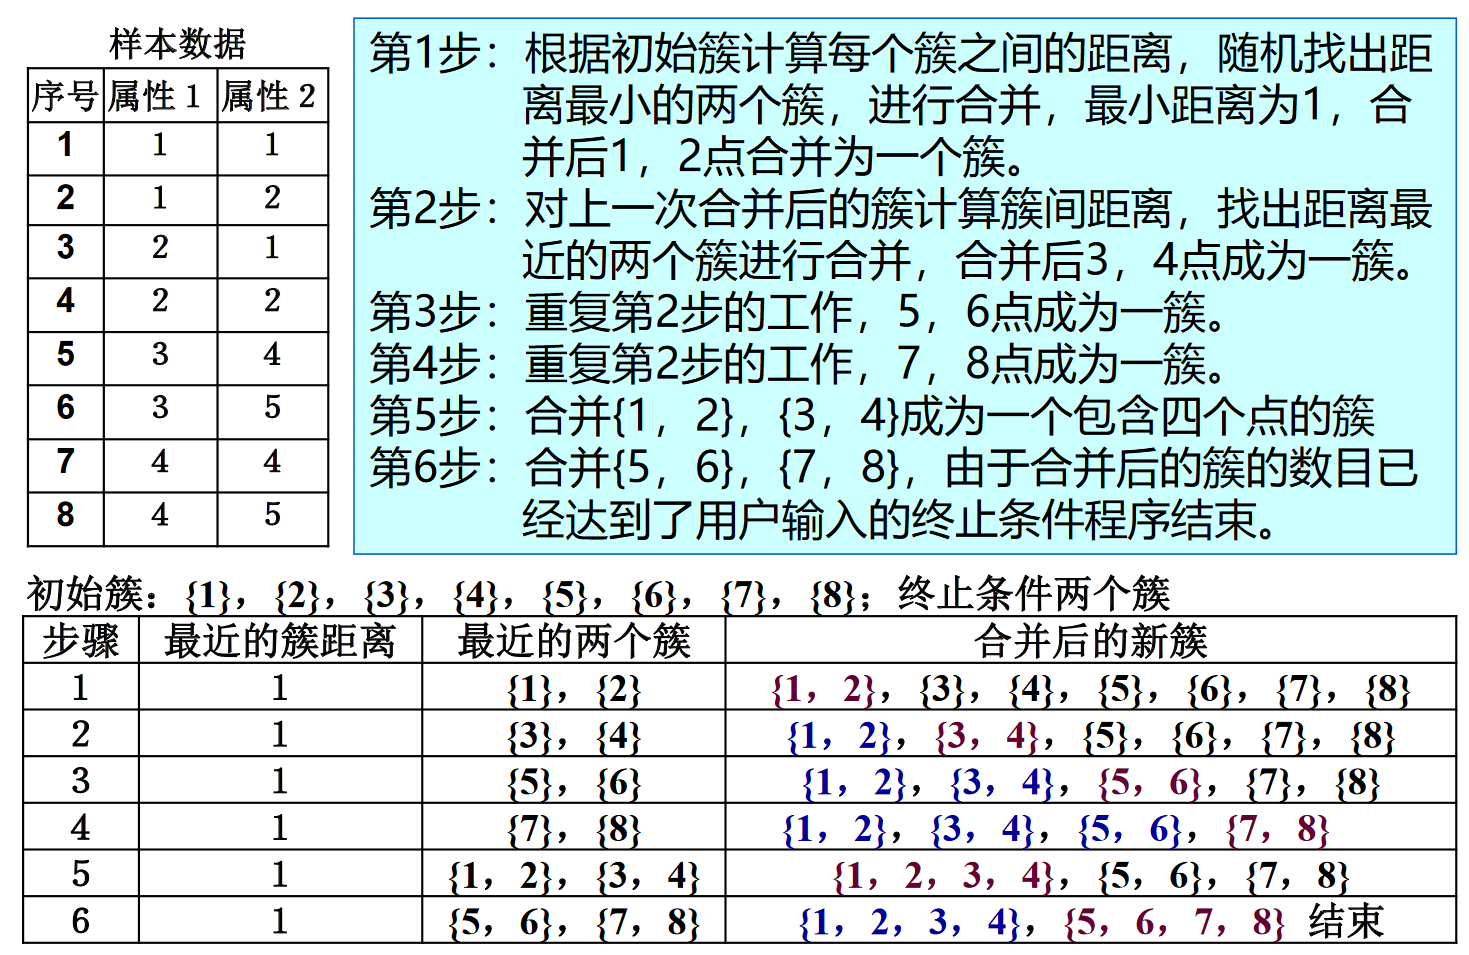 样本数据
序号 属性1 属性2
1 1 1
2 1 2
3 2 1
4 2 2
5 3 4
6 3 5
7 4 4
8 4 5
第1步：根据初始簇计算每个簇之间的距离，随机找出距
离最小的两个簇，进行合并，最小距离为1，合
并后1，2点合并为一个簇。
第2步：对上一次合并后的簇计算簇间距离，找出距离最
近的两个簇进行合并，合并后3，4点成为一簇。
第3步：重复第2步的工作，5，6点成为一簇。
第4步：重复第2步的工作，7，8点成为一簇。
第5步：合并{1，2}，{3，4}成为一个包含四个点的簇
第6步：合并{5，6}，{7，8}，由于合并后的簇的数目已
经达到了用户输入的终止条件程序结束。
初始簇：{1}，{2}，{3}，{4}，{5}，{6}，{7}，{8}；终止条件两个簇
步骤 最近的簇距离 最近的两个簇 合并后的新簇
1 1 {1}，{2} {1，2}，{3}，{4}，{5}，{6}，{7}，{8}
2 1 {3}，{4} {1，2}，{3，4}，{5}，{6}，{7}，{8}
3 1 {5}，{6} {1，2}，{3，4}，{5，6}，{7}，{8}
4 1 {7}，{8} {1，2}，{3，4}，{5，6}，{7，8}
5 1 {1，2}，{3，4} {1，2，3，4}，{5，6}，{7，8}
6 1 {5，6}，{7，8} {1，2，3，4}，{5，6，7，8} 结束